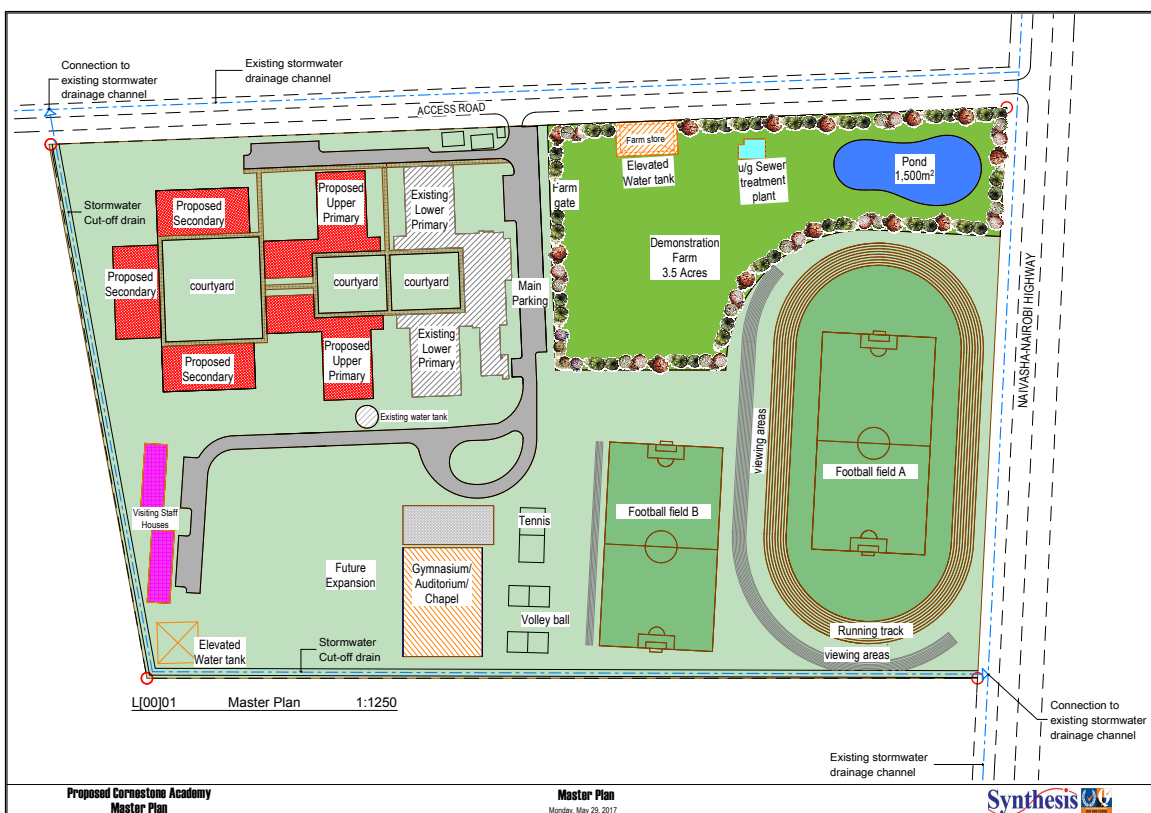 Connection to
existing stormwater
drainage channel
Existing stormwater
drainage channel
ACCESS ROAD
Stormwater
Cut-off drain
Proposed
Secondary
Proposed
Upper
Primary
Existing
Lower
Primary
Farm
gate
Farm store
Elevated
Water tank
u/g Sewer
treatment
plant
Pond
1,500m²
Proposed
Secondary
courtyard
courtyard
courtyard
Main
Parking
Demonstration
Farm
3.5 Acres
NAIVASHA-NAIROBI HIGHWAY
Proposed
Secondary
Proposed
Upper
Primary
Existing
Lower
Primary
Existing water tank
viewing areas
Football field A
Visiting Staff
Houses
Football field B
Tennis
Future
Expansion
Gymnasium/
Auditorium/
Chapel
Volley ball
Running track
viewing areas
Elevated
Water tank
Stormwater
Cut-off drain
L[00]01 Master Plan 1:1250
Connection to
existing stormwater
drainage channel
Existing stormwater
drainage channel
Proposed Cornestone Academy
Master Plan
Master Plan
Monday, May 29, 2017
Synthesis